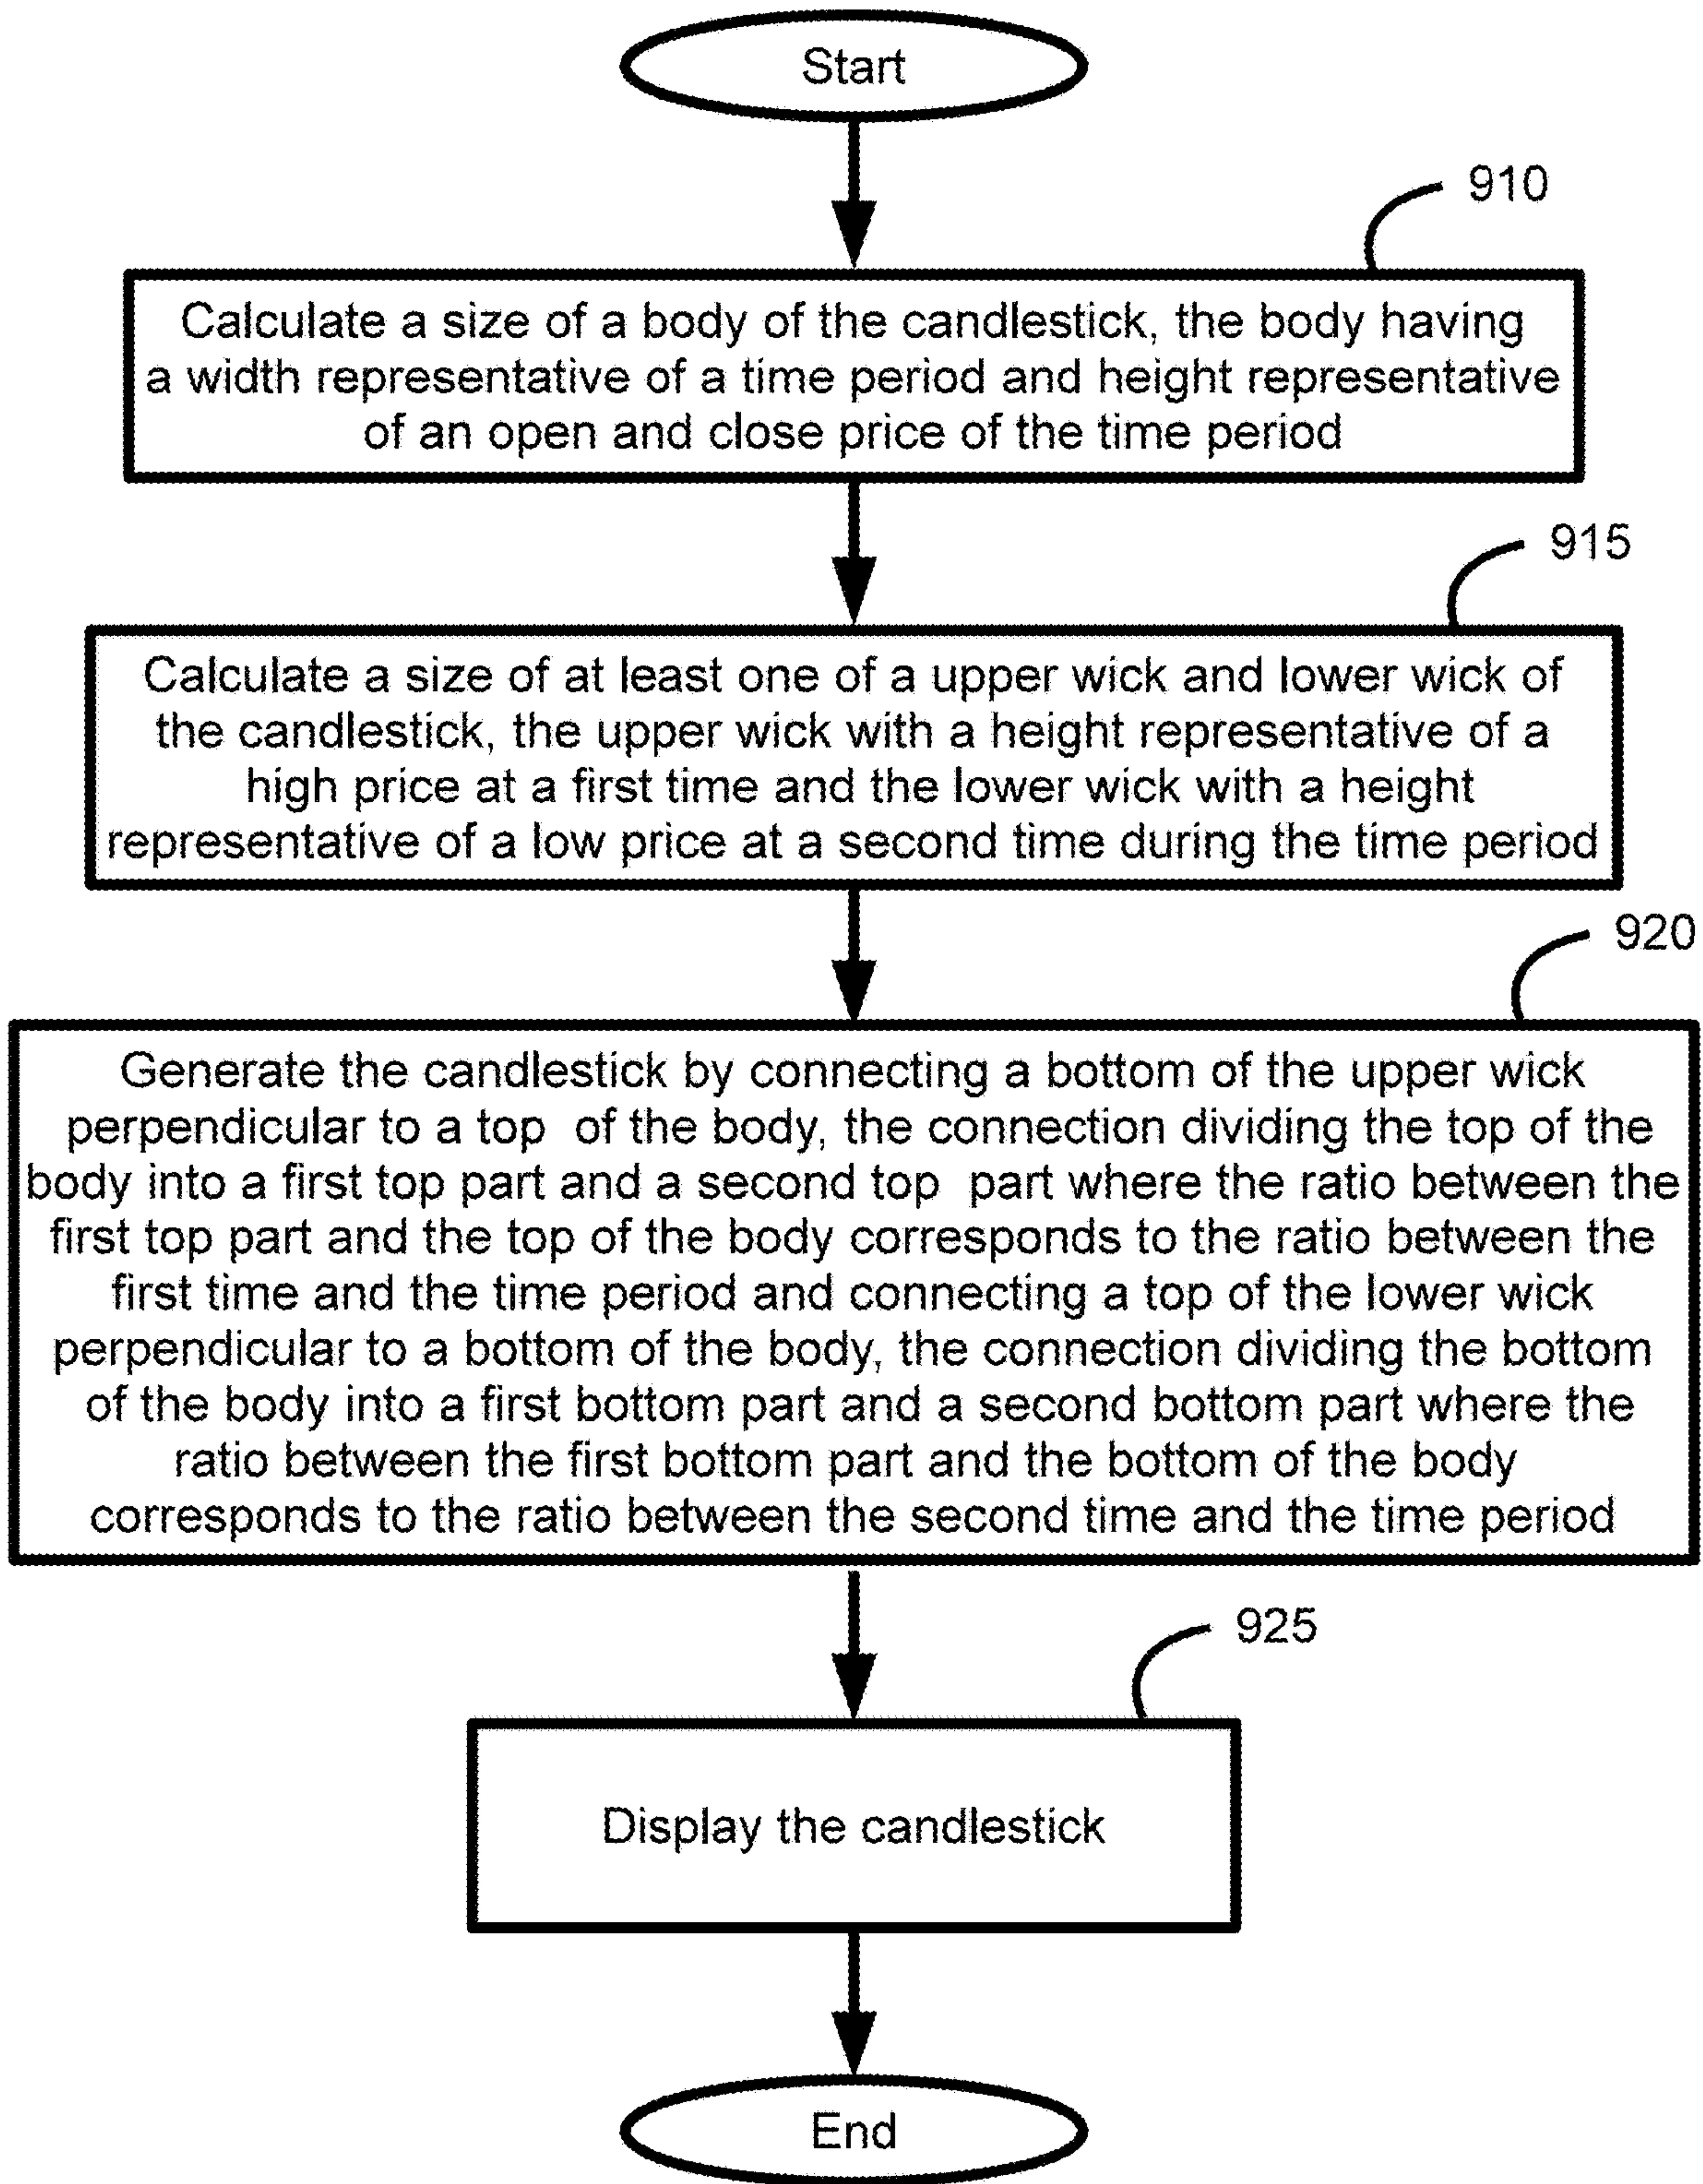 Start
910
Calculate a size of a body of the candlestick, the body having
a width representative of a time period and height representative
of an open and close price of the time period
915
Calculate a size of at least one of a upper wick and lower wick of
the candlestick, the upper wick with a height representative of a
high price at a first time and the lower wick with a height
representative of a low price at a second time during the time period
920
Generate the candlestick by connecting a bottom of the upper wick
perpendicular to a top of the body, the connection dividing the top of the
body into a first top part and a second top part where the ratio between the
first top part and the top of the body corresponds to the ratio between the
first time and the time period and connecting a top of the lower wick
perpendicular to a bottom of the body, the connection dividing the bottom
of the body into a first bottom part and a second bottom part where the
ratio between the first bottom part and the bottom of the body
corresponds to the ratio between the second time and the time period
925
Display the candlestick
End